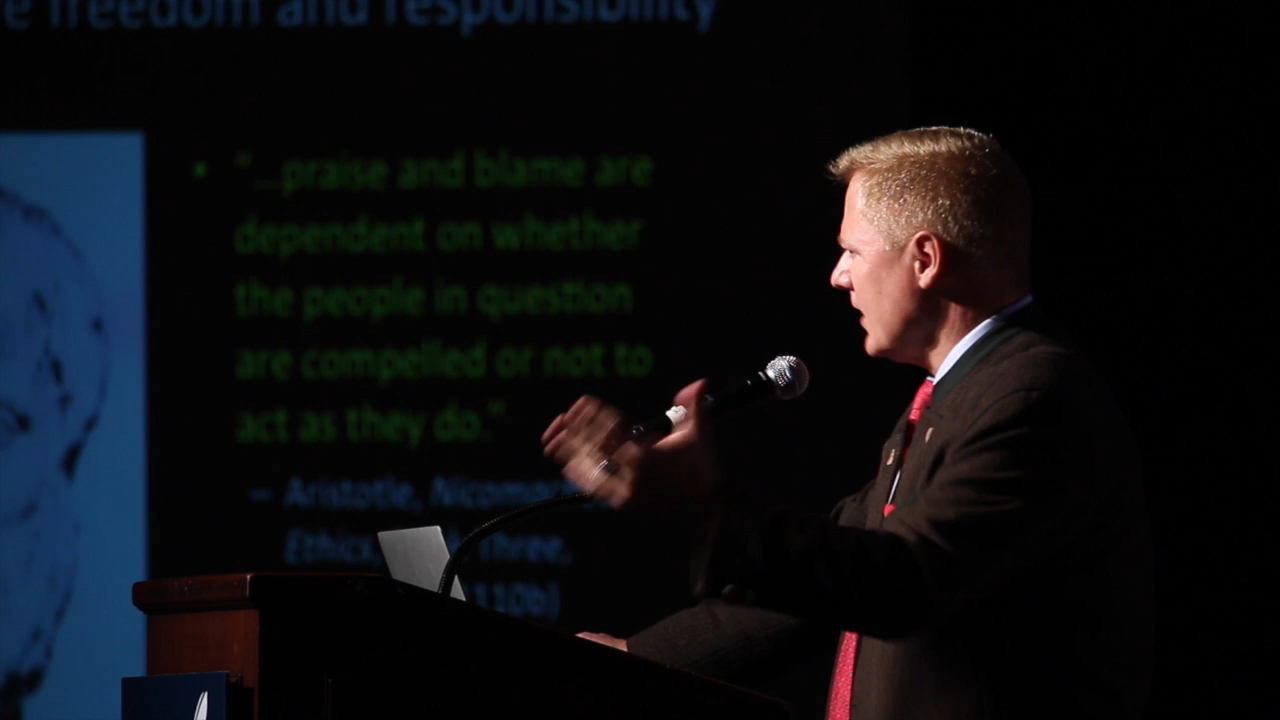 e freedom and responsibility
• “...praise and blame are
dependent on whether
the people in question
are compelled or not to
act as they do.”
– Aristotle,
Ethics, Three,
110b)